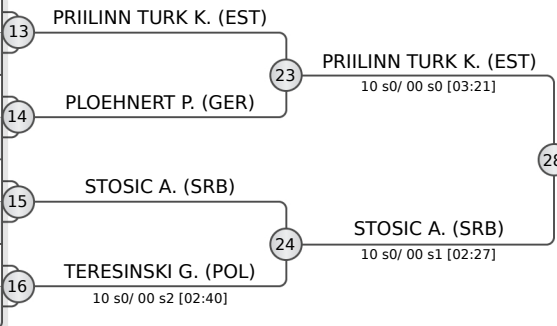 PRIILINN TURK K. (EST)
13
23
PRIILINN TURK K. (EST)
10 s0/ 00 s0 [03:21]
PLOEHNERT P. (GER)
14
28
STOSIC A. (SRB)
15
24
STOSIC A. (SRB)
10 s0/ 00 s1 [02:27]
TERESINSKI G. (POL)
16
10 s0/ 00 s2 [02:40]